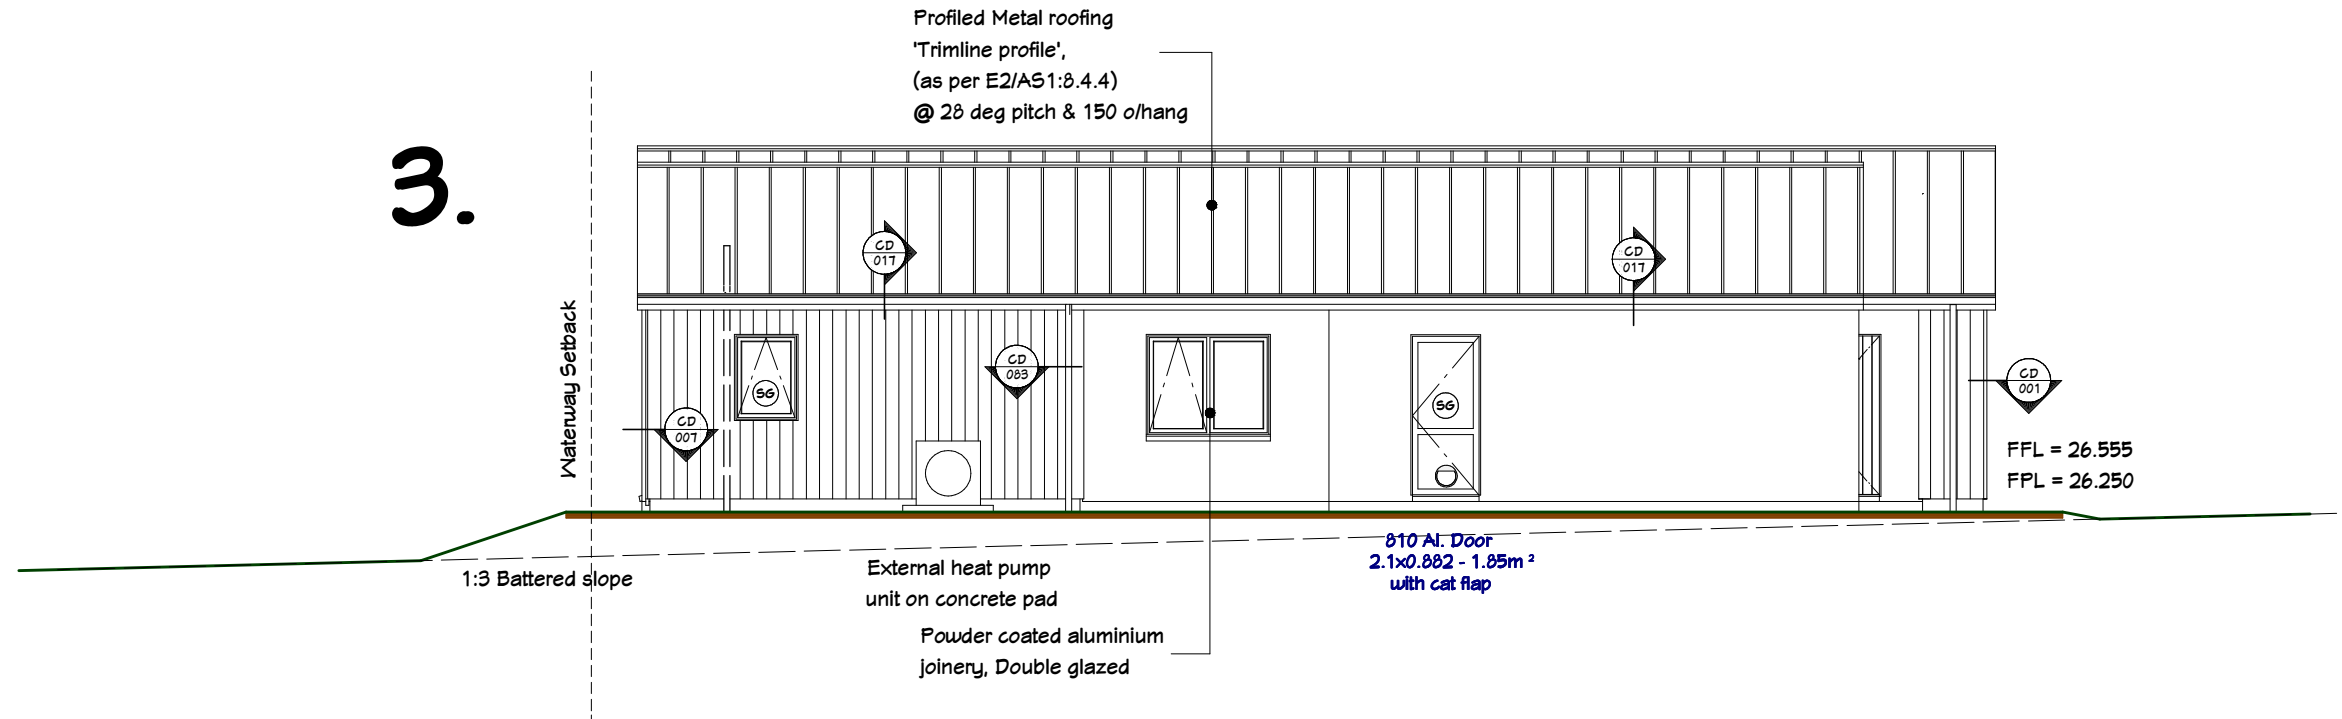 Profiled Metal roofing
'Trimline profile',
(as per E2/AS1:8.4.4)
@ 28 deg pitch & 150 o/hang
3.
CD
017
CD
017
Waterway Setback
SG
CD
083
CD
007
SG
CD
001
FFL = 26.555
FPL = 26.250
810 Al. Door
2.1x0.882 - 1.85m ²
with cat flap
1:3 Battered slope
External heat pump
unit on concrete pad
Powder coated aluminium
joinery, Double glazed